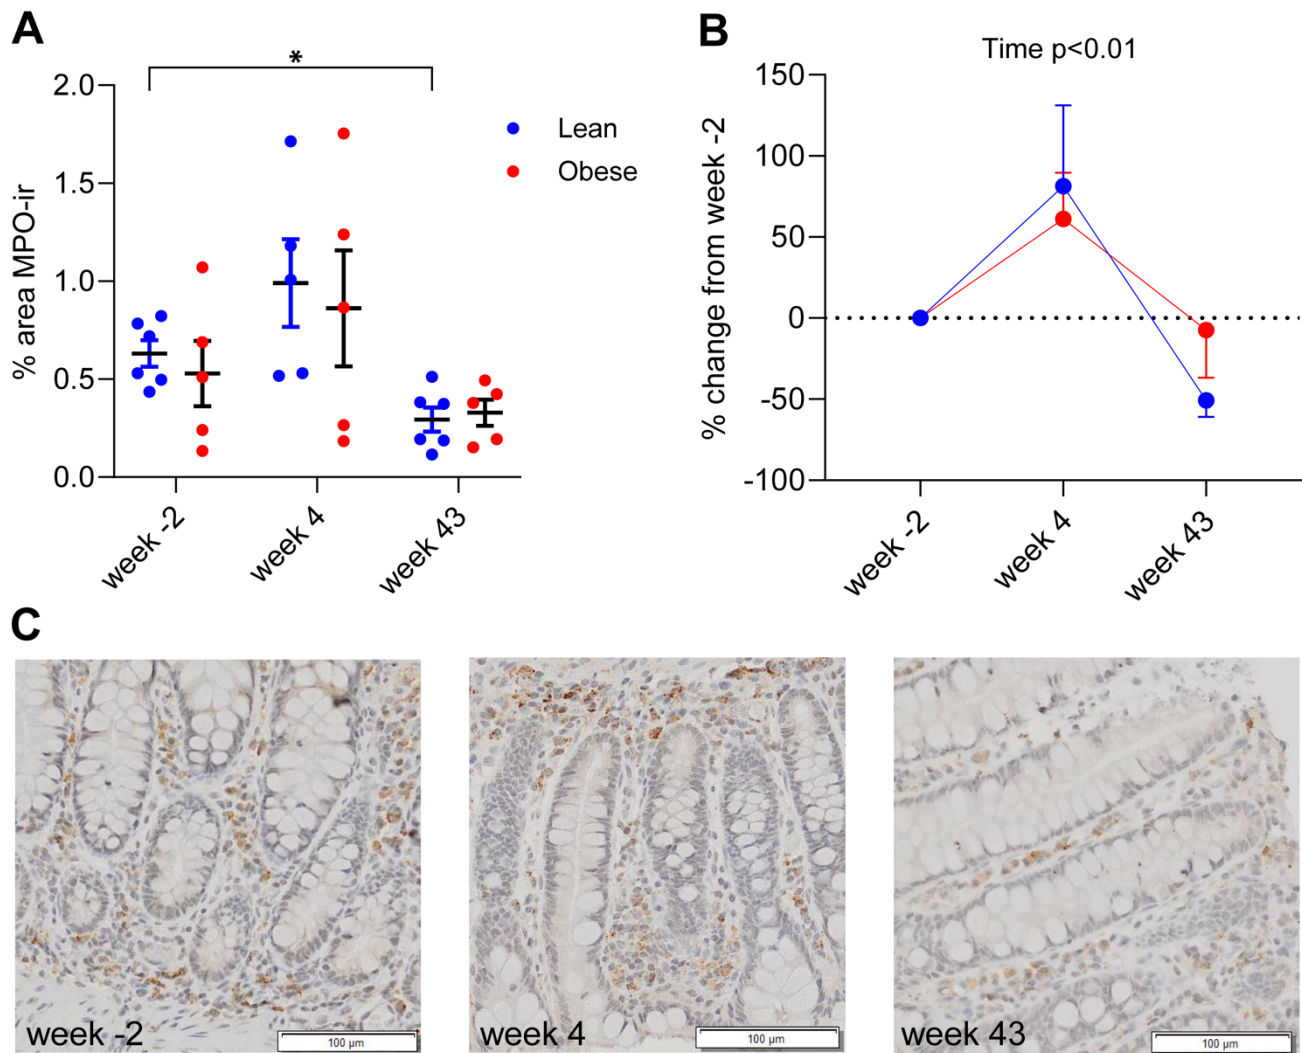 A
*
2.0
1.5
1.0
0.5
0.0
% area MPO-ir
week -2
week 4
week 43
Lean
Obese
B
Time p<0.01
150
100
50
0
-50
-100
% change from week -2
week -2
week 4
week 43
C
week -2
100 µm
week 4
100 µm
week 43
100 µm